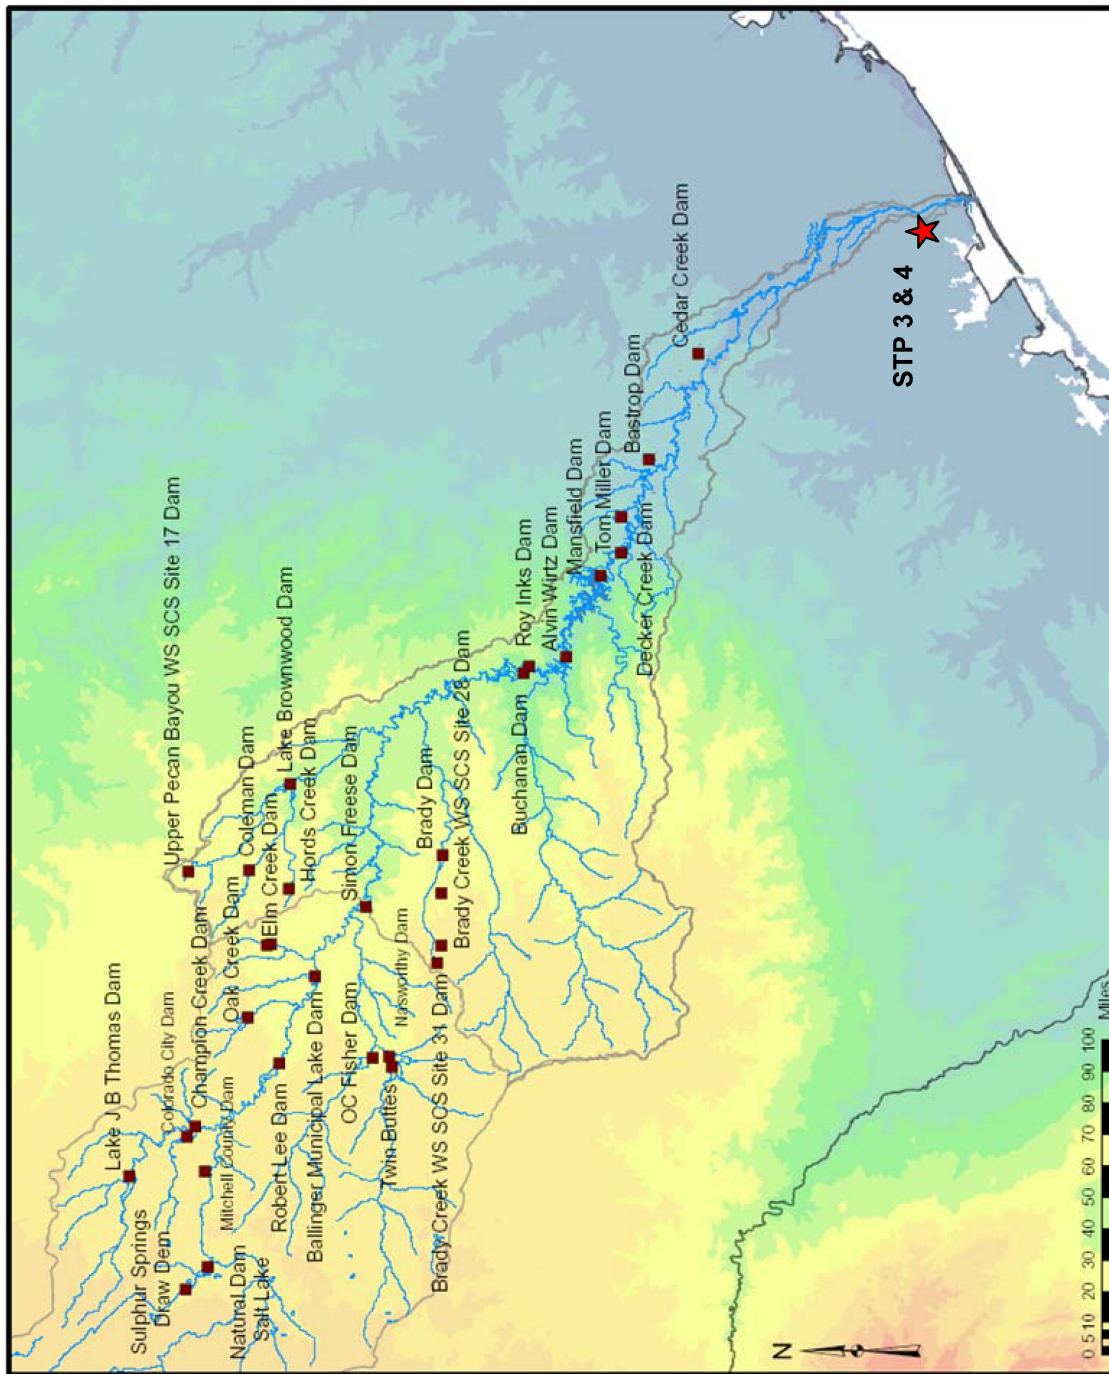 Upper Pecan Bayou WS SCS Site 17 Dam
Lake J B Thomas Dam
Colorado City Dam
Champion Creek Dam
Mitchell County Dam
Sulphur Springs
Draw Dem
Natural Dam
Salt Lake
Oak Creek Dam
Elm Creek Dam
Coleman Dam
Lake Brownwood Dam
Hords Creek Dam
Robert Lee Dam
Ballinger Municipal Lake Dam
Simon Freese Dam
OC Fisher Dam
Twin Buttes
Nasworthy Dam
Brady Dam
Brady Creek WS SCS Site 28 Dam
Brady Creek WS SCS Site 31 Dam
Buchanan Dam
Roy Inks Dam
Alvin Wirtz Dam
Mansfield Dam
Tom Miller Dam
Decker Creek Dam
Bastrop Dam
Cedar Creek Dam
STP 3 & 4
N
0 5 10 20 30 40 50 60 70 80 90 100
Miles